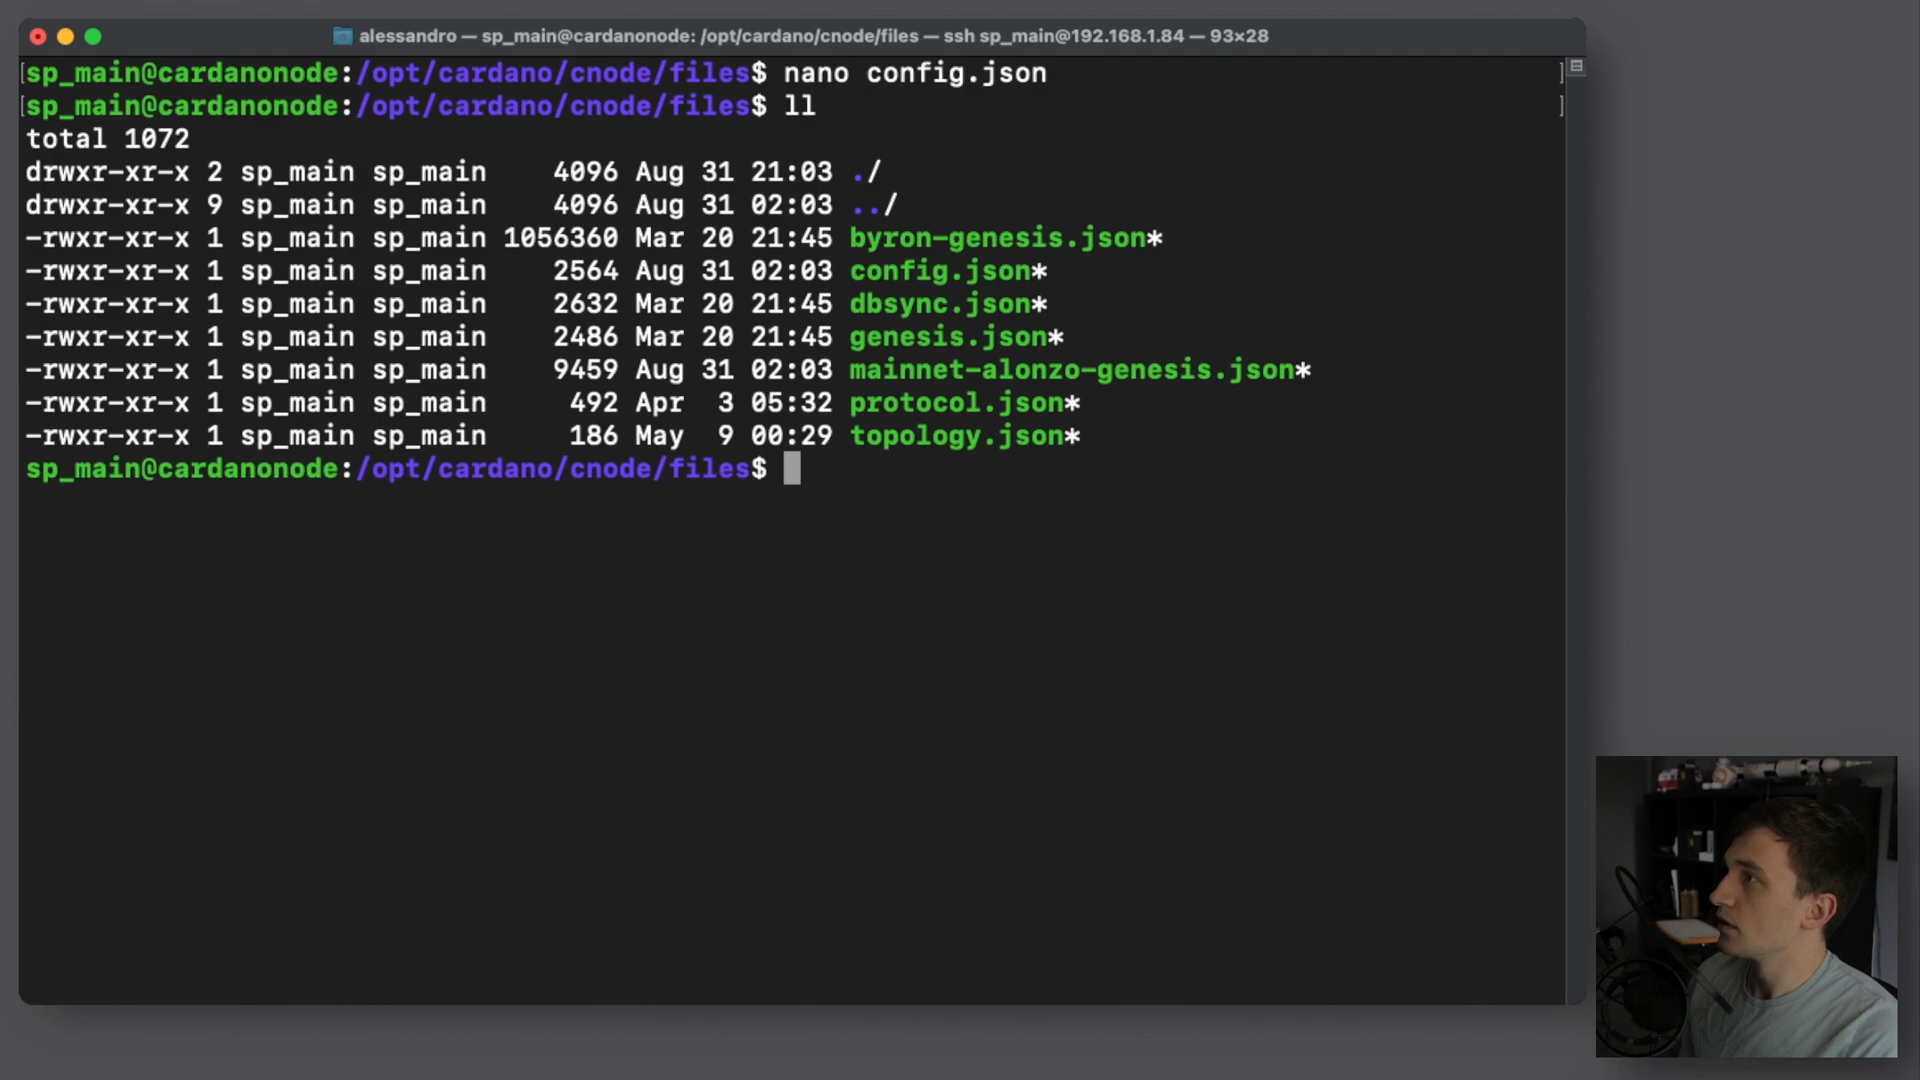 alessandro — sp_main@cardanonode: /opt/cardano/cnode/files — ssh sp_main@192.168.1.84 — 93×28
[sp_main@cardanonode:/opt/cardano/cnode/files$ nano config.json ]
[sp_main@cardanonode:/opt/cardano/cnode/files$ ll ]
total 1072
drwxr-xr-x 2 sp_main sp_main    4096 Aug 31 21:03 ./
drwxr-xr-x 9 sp_main sp_main    4096 Aug 31 02:03 ../
-rwxr-xr-x 1 sp_main sp_main 1056360 Mar 20 21:45 byron-genesis.json*
-rwxr-xr-x 1 sp_main sp_main    2564 Aug 31 02:03 config.json*
-rwxr-xr-x 1 sp_main sp_main    2632 Mar 20 21:45 dbsync.json*
-rwxr-xr-x 1 sp_main sp_main    2486 Mar 20 21:45 genesis.json*
-rwxr-xr-x 1 sp_main sp_main    9459 Aug 31 02:03 mainnet-alonzo-genesis.json*
-rwxr-xr-x 1 sp_main sp_main     492 Apr  3 05:32 protocol.json*
-rwxr-xr-x 1 sp_main sp_main     186 May  9 00:29 topology.json*
sp_main@cardanonode:/opt/cardano/cnode/files$